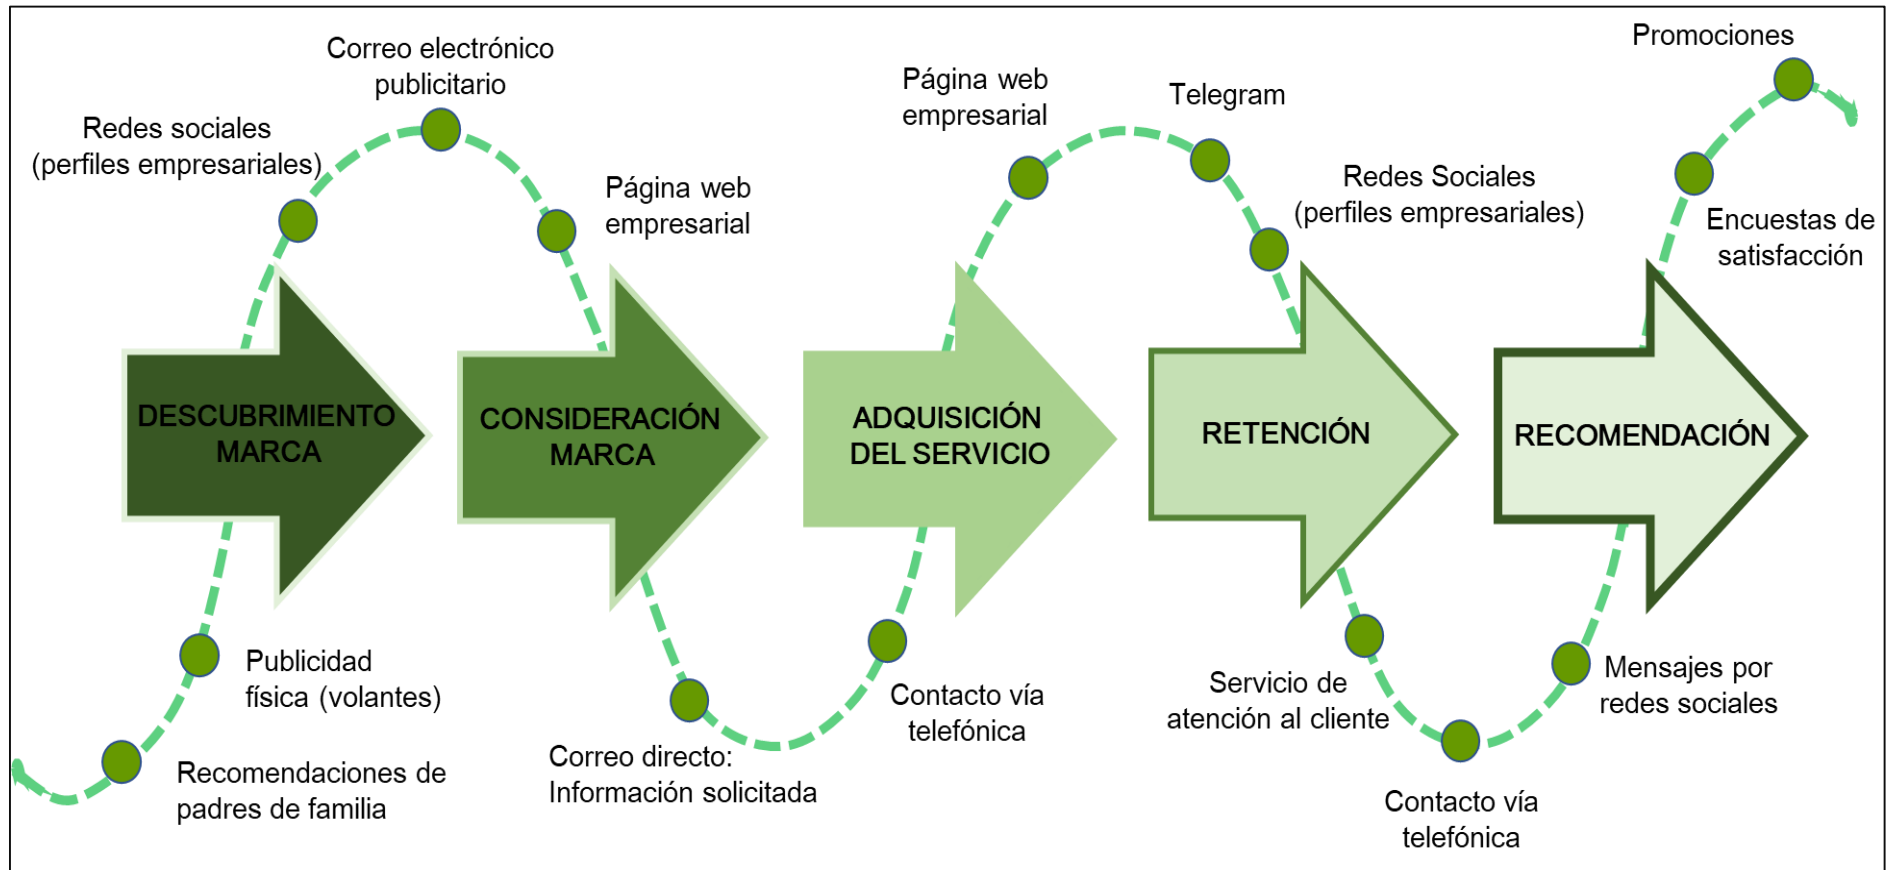 Correo electrónico
publicitario
Redes sociales
(perfiles empresariales)
Página web
empresarial
Página web
empresarial
Telegram
Redes Sociales
(perfiles empresariales)
Promociones
Encuestas de
satisfacción
DESCUBRIMIENTO
MARCA
CONSIDERACIÓN
MARCA
ADQUISICIÓN
DEL SERVICIO
RETENCIÓN
RECOMENDACIÓN
Publicidad
física (volantes)
Recomendaciones de
padres de familia
Correo directo:
Información solicitada
Contacto vía
telefónica
Servicio de
atención al cliente
Contacto vía
telefónica
Mensajes por
redes sociales